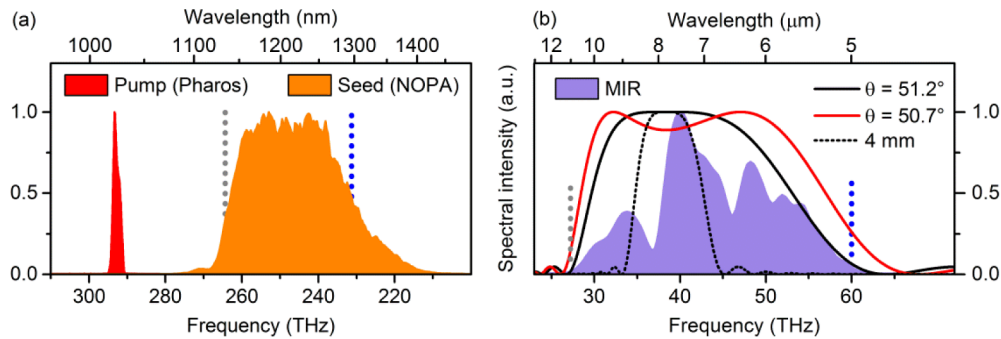 (a)
Wavelength (nm)
1000 1100 1200 1300 1400
Pump (Pharos)
Seed (NOPA)
1.0
0.5
0.0
300 280 260 240 220
Frequency (THz)
(b)
Wavelength (μm)
12 11 10 9 8 7 6 5
Spectral intensity (a.u.)
MIR
θ = 51.2°
θ = 50.7°
4 mm
1.0
0.5
0.0
30 40 50 60
Frequency (THz)